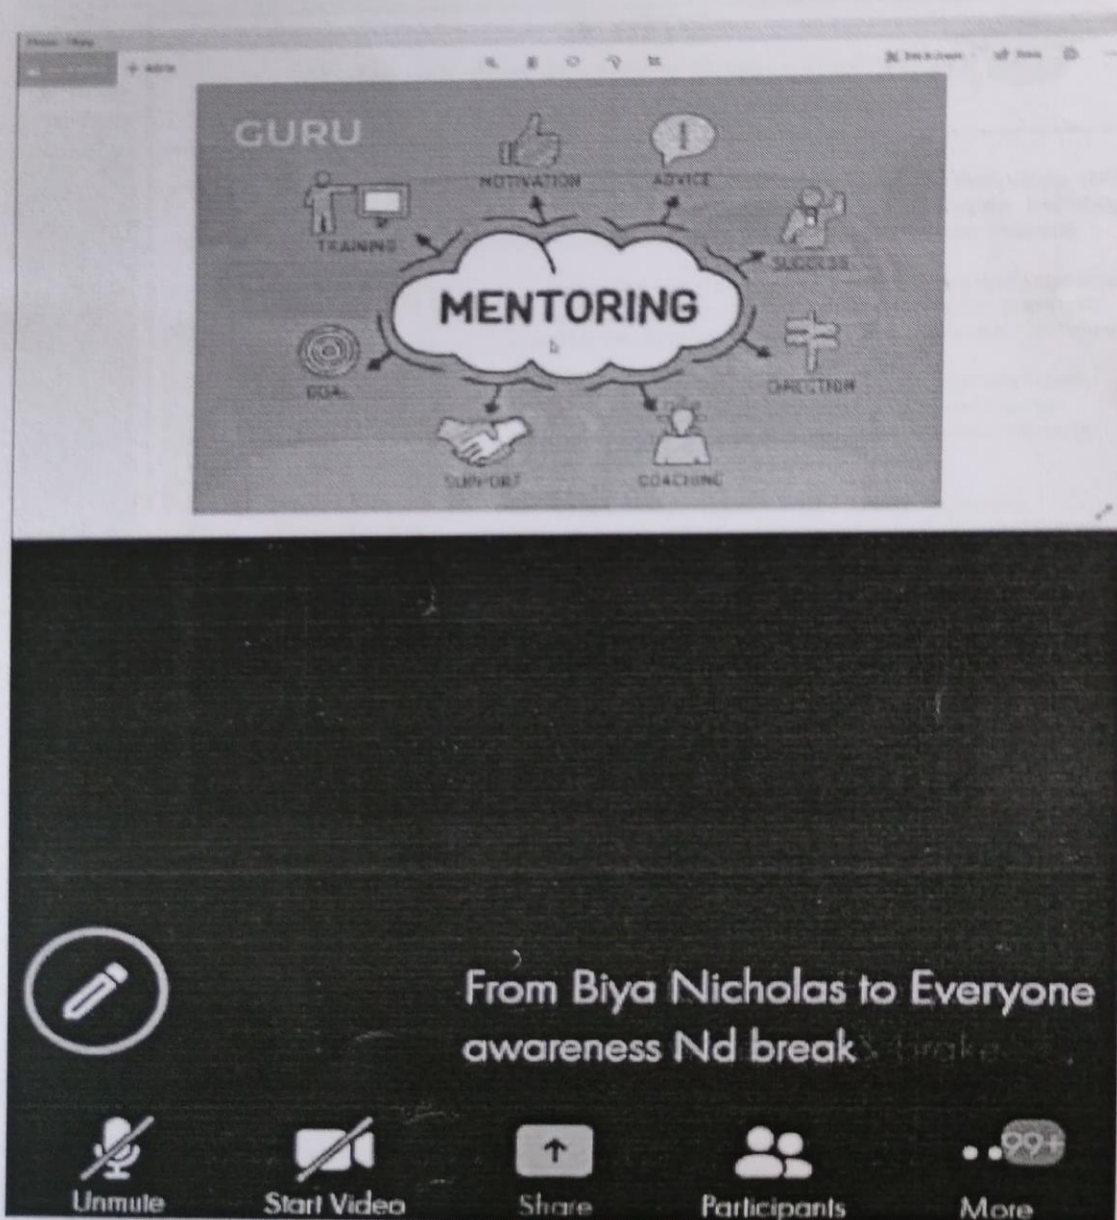 GURU
MOTIVATION
ADVICE
TRAINING
SUCCESS
MENTORING
GOAL
DIRECTION
SUPPORT
COACHING
From Biya Nicholas to Everyone
awareness Nd break & brake
Unmute
Start Video
Share
Participants
99+
More